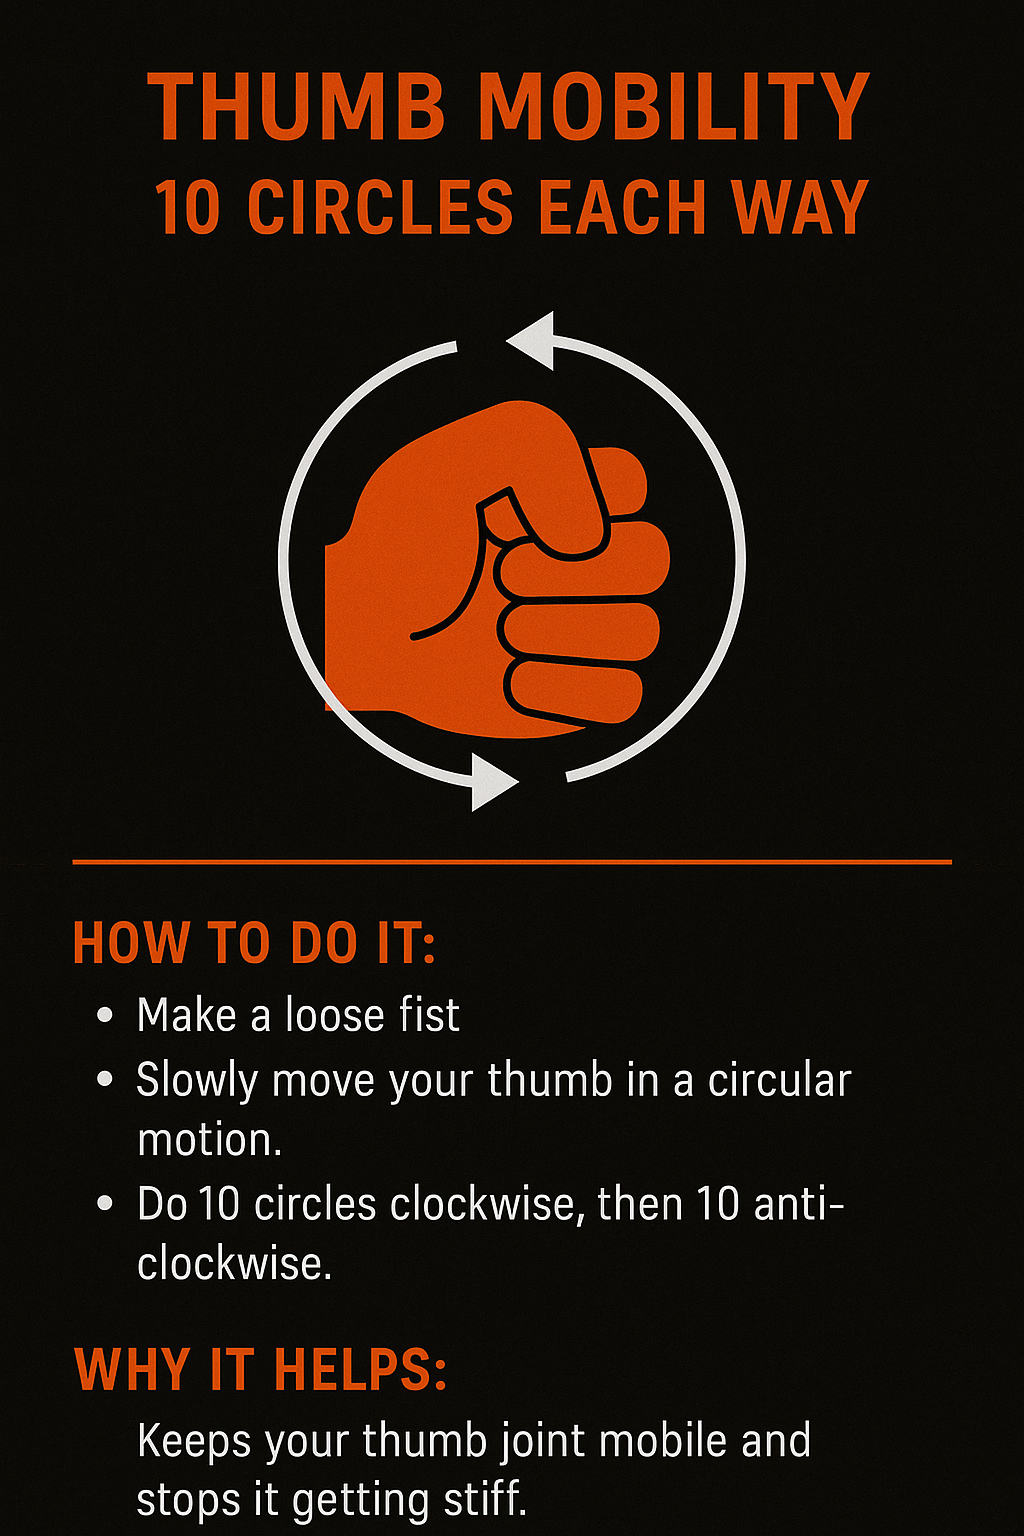 THUMB MOBILITY
10 CIRCLES EACH WAY
HOW TO DO IT:
• Make a loose fist
• Slowly move your thumb in a circular
motion.
• Do 10 circles clockwise, then 10 anti-
clockwise.
WHY IT HELPS:
Keeps your thumb joint mobile and
stops it getting stiff.